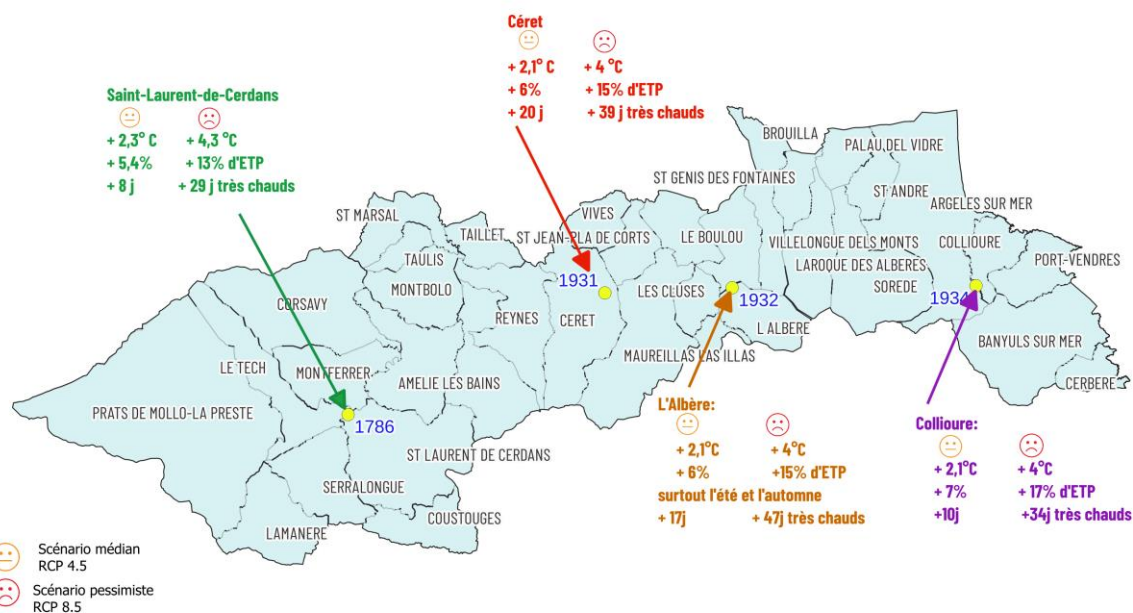 Céret
+ 2,1° C + 4 °C
+ 6% + 15% d'ETP
+ 20 j + 39 j très chauds
Saint-Laurent-de-Cerdans
+ 2,3° C + 4,3 °C
+ 5,4% + 13% d'ETP
+ 8 j + 29 j très chauds
BROUILLA
PALAU DEL VIDRE
ST GENIS DES FONTAINES
ST ANDRE
ARGELES SUR MER
ST MARSAL
VIVES
TAILLET
ST JEAN-PLA DE CORTS
LE BOULOU
VILLELONGUE DELS MONTS
COLLIOURE
TAULIS
PORT-VENDRES
LAROQUE DES ALBERES
1931
MONTBOLO
LES CLUSES
SOREDE
1934
1932
CORSAVY
REYNES
CERET
L ALBERE
BANYULS SUR MER
MAUREILLAS LAS ILLAS
LE TECH
MONTFERRER
AMELIE LES BAINS
CERBERE
PRATS DE MOLLO-LA PRESTE
1786
L'Albère:
+ 2,1°C + 4°C
+ 6% +15% d'ETP
surtout l'été et l'automne
+ 17j + 47j très chauds
Collioure:
+ 2,1°C + 4°C
+ 7% + 17% d'ETP
+10j +34j très chauds
ST LAURENT DE CERDANS
SERRALONGUE
COUSTOUGES
LAMANERE
Scénario médian
RCP 4.5
Scénario pessimiste
RCP 8.5